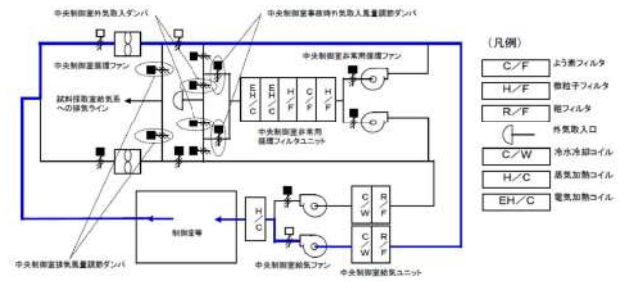 中央制御室外気取入ダンパ
中央制御室事故時外気取入風量調節ダンパ
中央制御室循環ファン
中央制御室非常用循環ファン
試料採取室給気系
への排気ライン
EH/C
EH/C
H/F
C/F
H/F
中央制御室非常用
循環フィルタユニット
制御室等
H/C
C/W
R/F
C/W
R/F
中央制御室排気風量調節ダンパ
中央制御室給気ファン
中央制御室給気ユニット
(凡例)
C/F
よう素フィルタ
H/F
微粒子フィルタ
R/F
粗フィルタ
外気取入口
C/W
冷水冷却コイル
H/C
蒸気加熱コイル
EH/C
電気加熱コイル